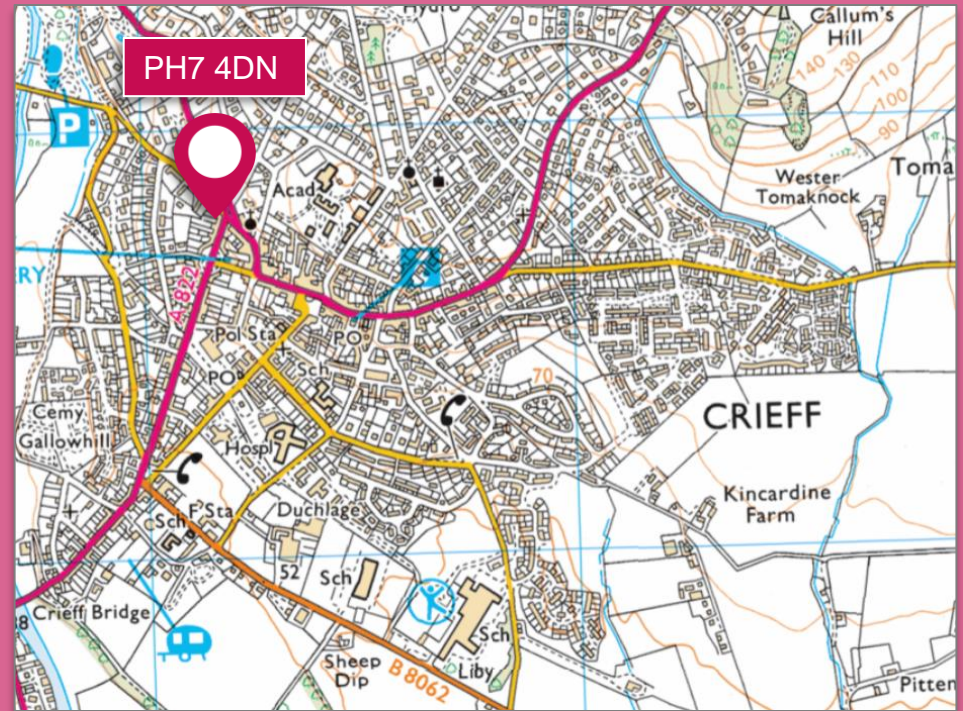 Hydro
Callum's
Hill
PH7 4DN
140
130
110
100
90
P
Acad
Wester
Tomaknock
Toma
RY
A 822
Pol Sta
PO
Sch
PO
70
CRIEFF
Cemy
Gallowhill
Hospl
Kincardine
Farm
F Sta
Sch
Duchlage
52
Sch
Crieff Bridge
Sch
Sheep
Dip
B 8062
Liby
Pitten